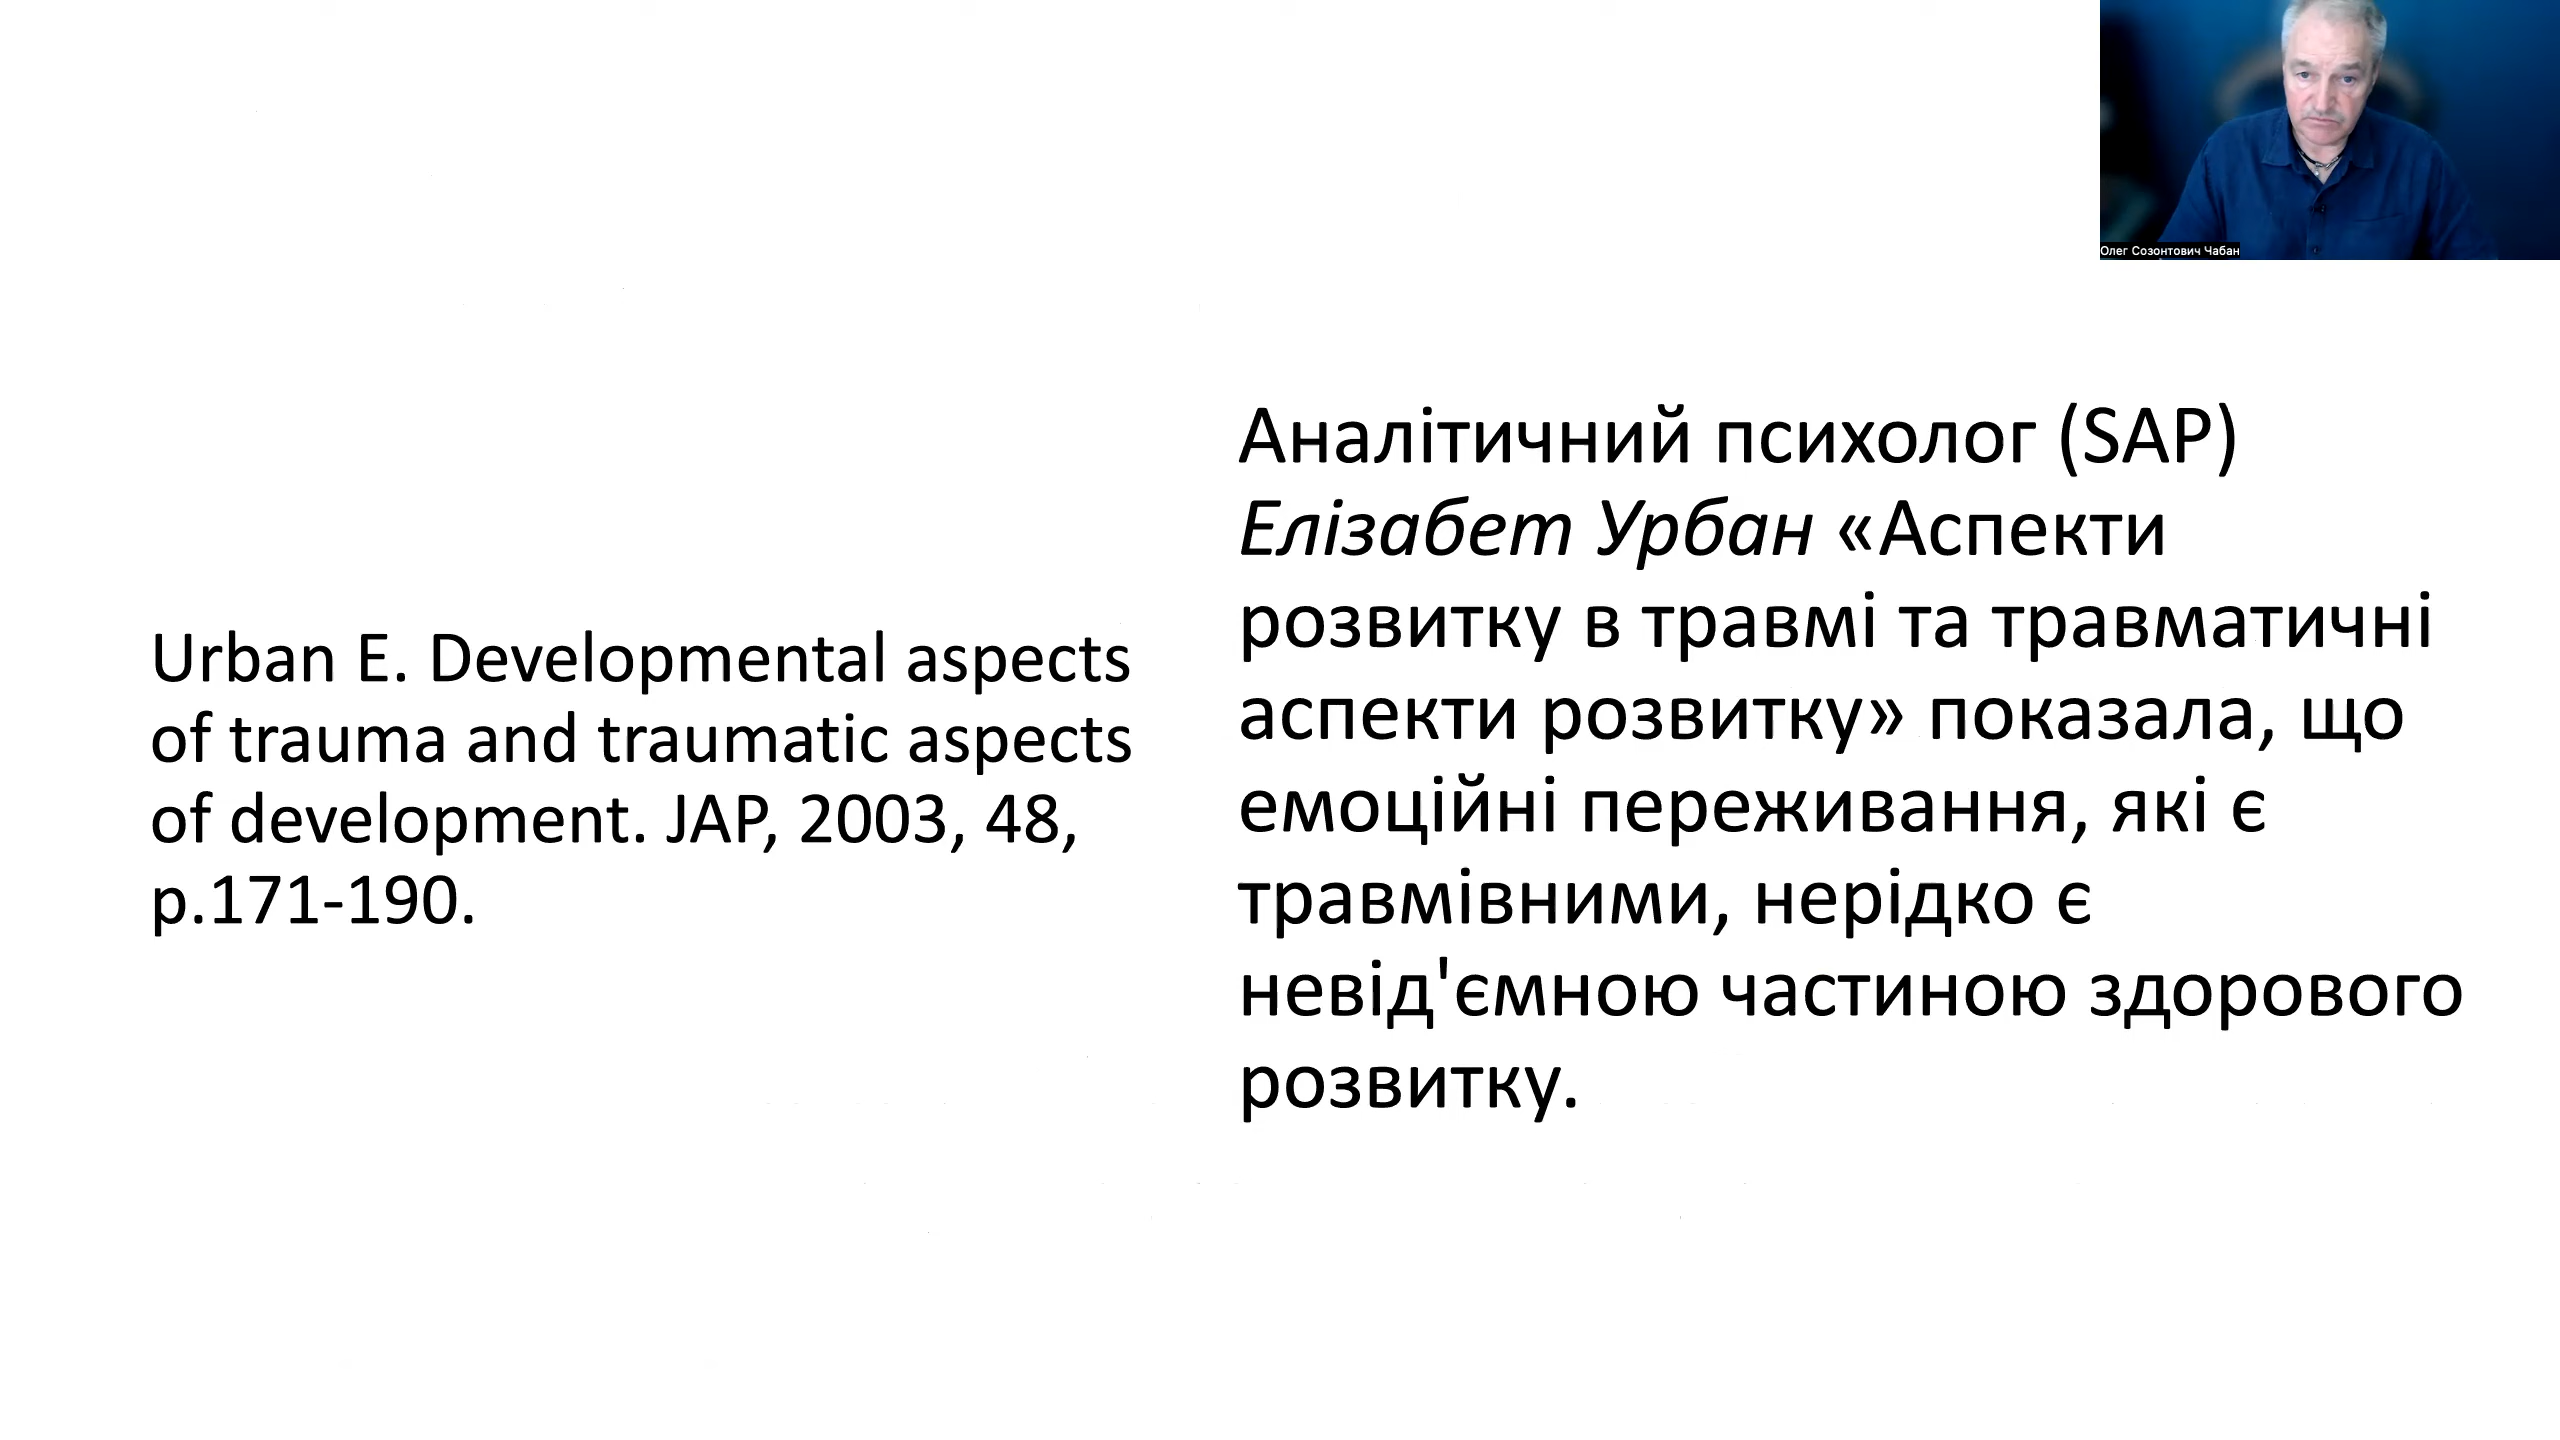 Олег Созонтович Чабан
Urban E. Developmental aspects
of trauma and traumatic aspects
of development. JAP, 2003, 48,
p.171-190.
Аналітичний психолог (SAP)
Елізабет Урбан «Аспекти
розвитку в травмі та травматичні
аспекти розвитку» показала, що
емоційні переживання, які є
травмівними, нерідко є
невід'ємною частиною здорового
розвитку.